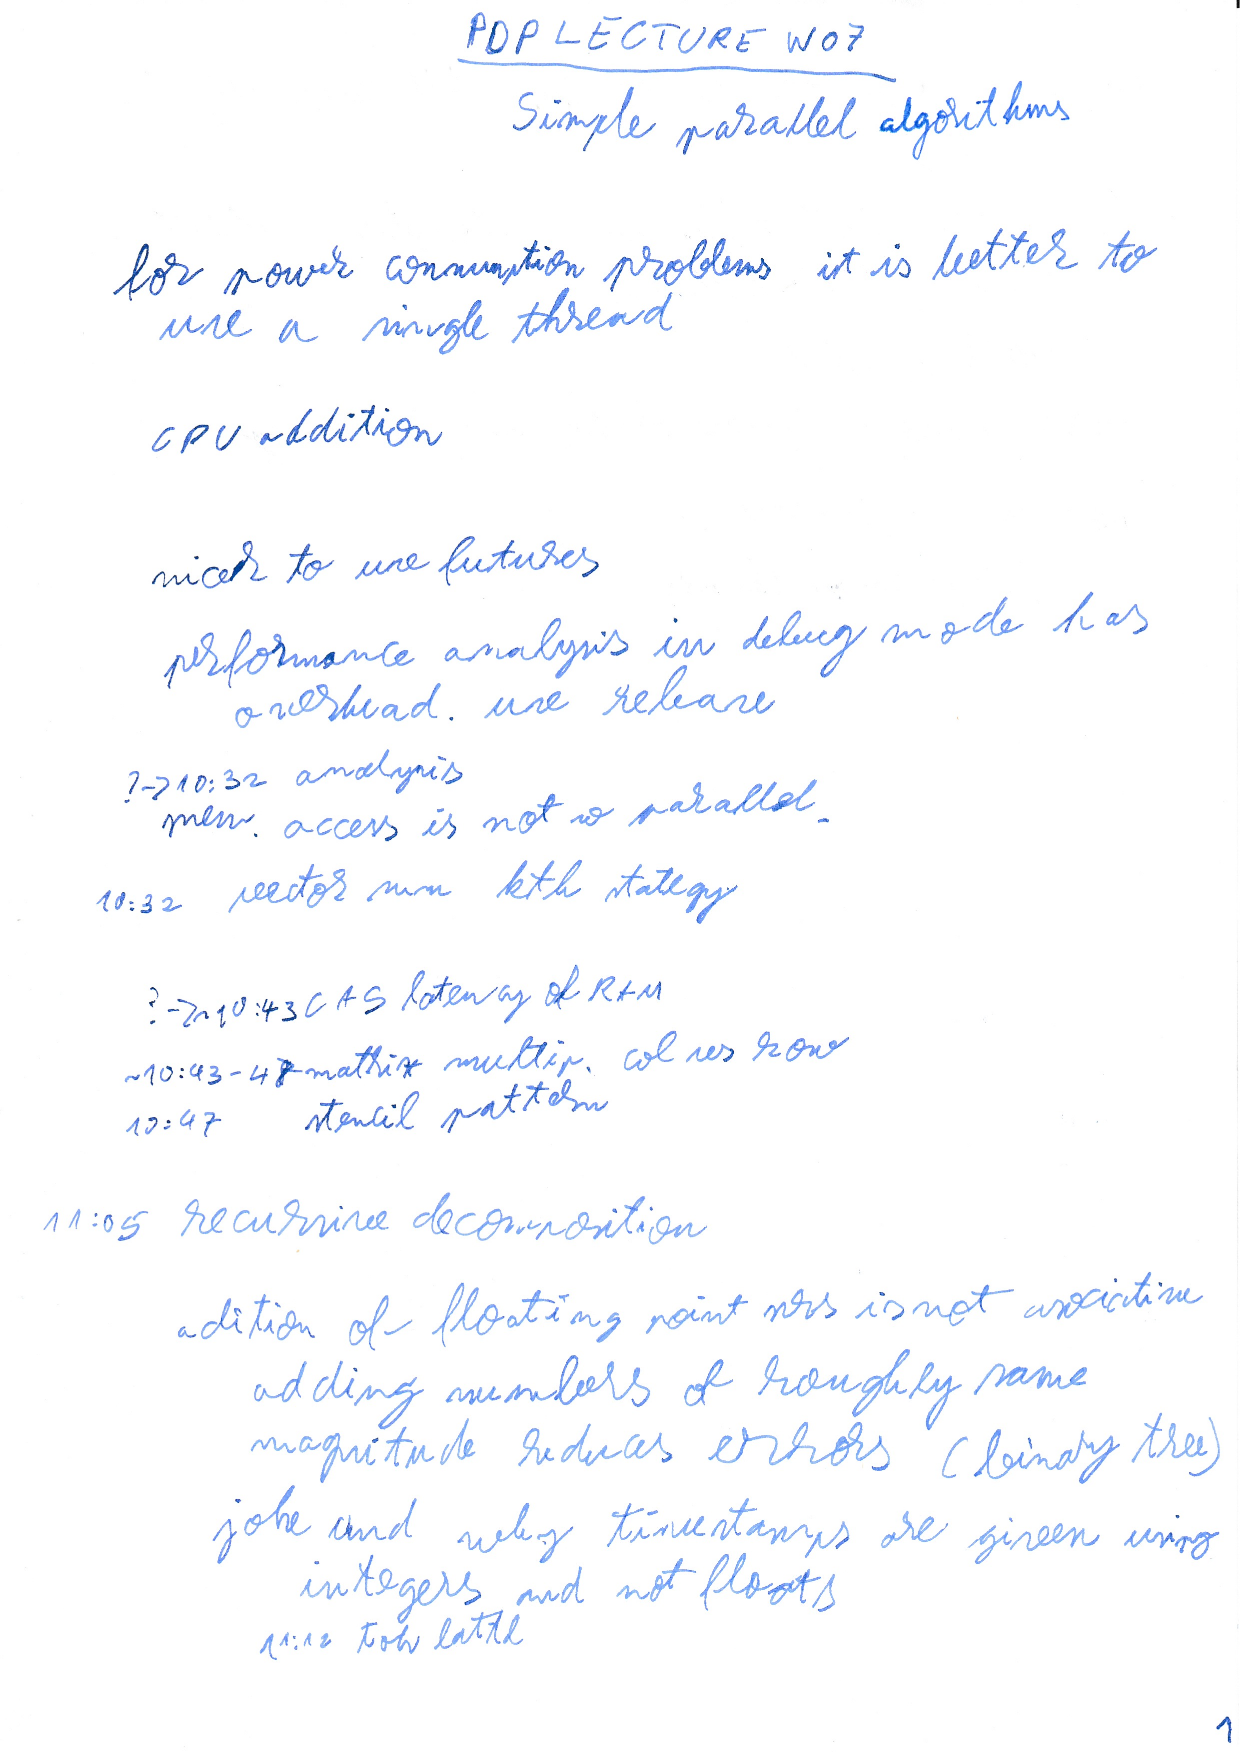 PDP LECTURE W07
Simple parallel algorithms
for power consumption problems it is better to
use a single thread
CPU addition
nicer to use futures
performance analysis in debug mode has
overhead. use release
?->10:32 analysis
mem. access is not so parallel.
10:32 vector sum kth stategy
?->~10:43 CAS latency of RAM
~10:43-47 matrix multip. col vs row
10:47 stencil pattern
11:05 recursive decomposition
adition of floating point nrs is not asociative
adding numbers of roughly same
magnitude reduces errors (binary tree)
joke and why timestamps are given using
integers and not floats
11:12
1